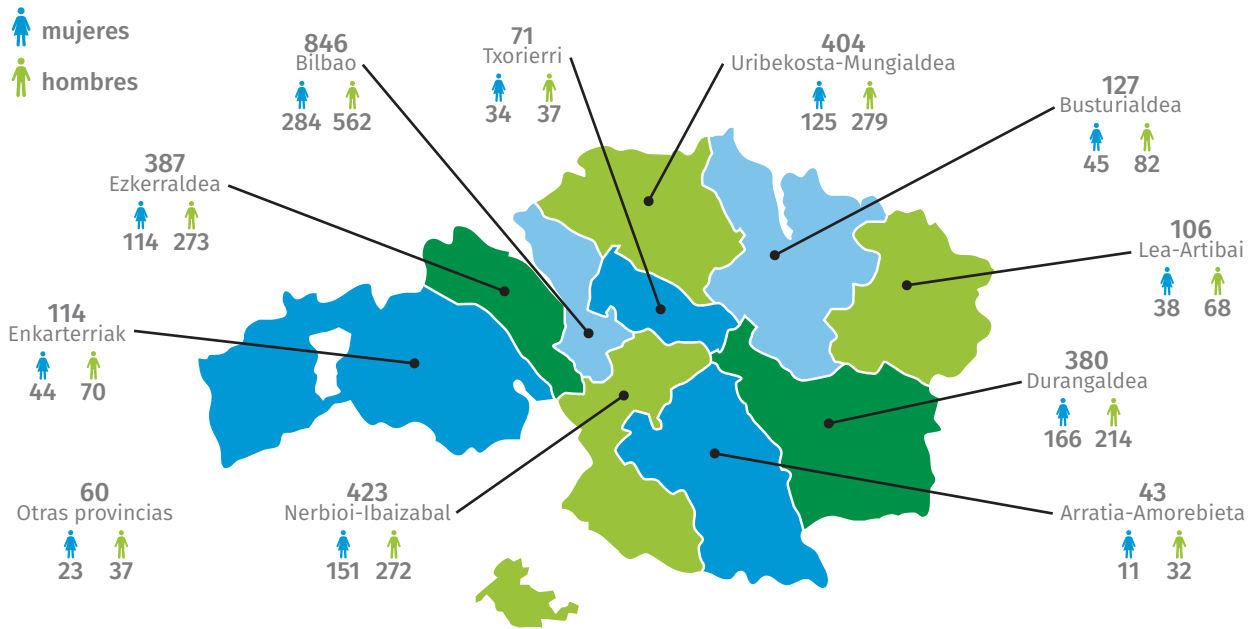 mujeres
hombres
846
Bilbao
284 562
71
Txorierri
34 37
404
Uribekosta-Mungialdea
125 279
127
Busturialdea
45 82
387
Ezkerraldea
114 273
106
Lea-Artibai
38 68
114
Enkarterriak
44 70
380
Durangaldea
166 214
60
Otras provincias
23 37
423
Nerbioi-Ibaizabal
151 272
43
Arratia-Amorebieta
11 32